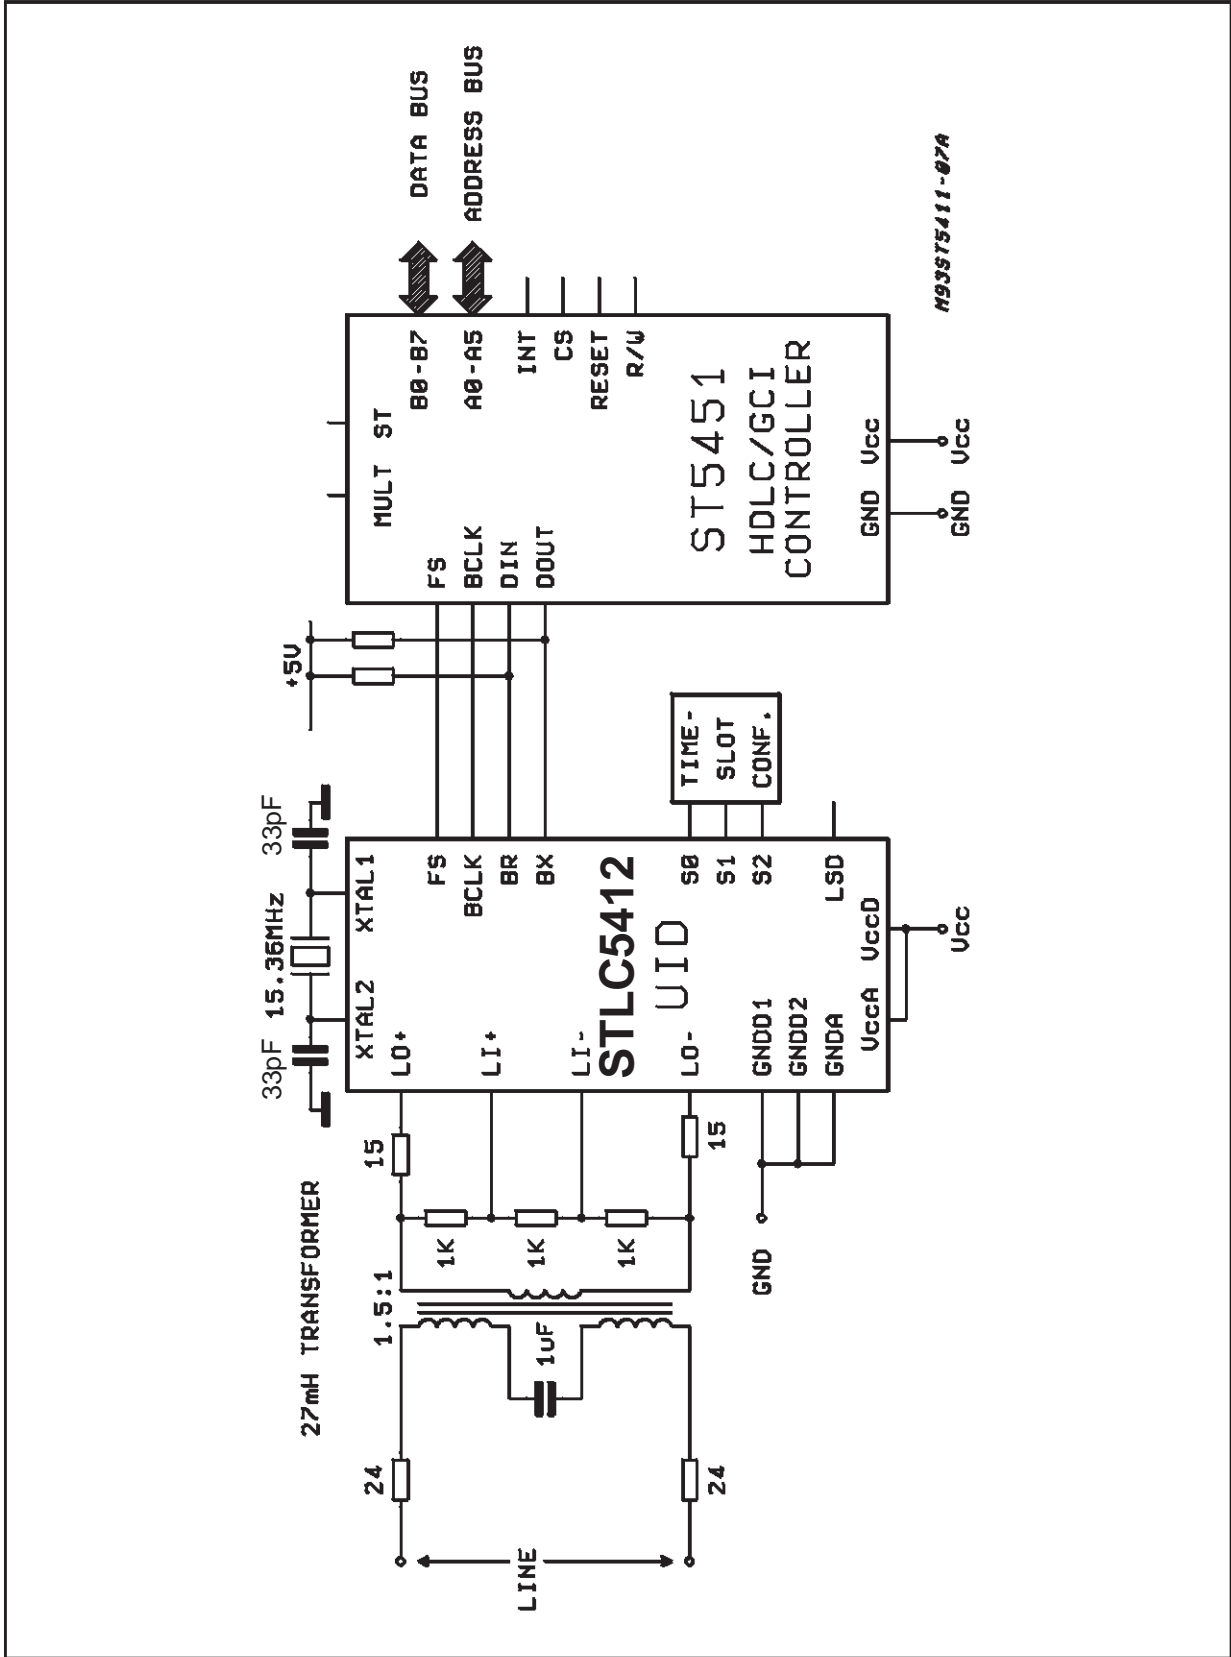 27mH TRANSFORMER
1.5:1
LINE
24
24
1uF
1K
1K
1K
15
15
GND
33pF
15.36MHz
33pF
XTAL2
XTAL1
LO+
LI+
LI-
LO-
GNDD1
GNDD2
GNDA
VccA
VccD
Vcc
STLC5412
UID
FS
BCLK
BR
BX
S0
S1
S2
LSD
TIME-
SLOT
CONF.
+5V
MULT
ST
FS
BCLK
DIN
DOUT
B0-B7
A0-A5
INT
CS
RESET
R/W
DATA BUS
ADDRESS BUS
ST5451
HDLC/GCI
CONTROLLER
GND
Vcc
GND
Vcc
M93ST5411-07A